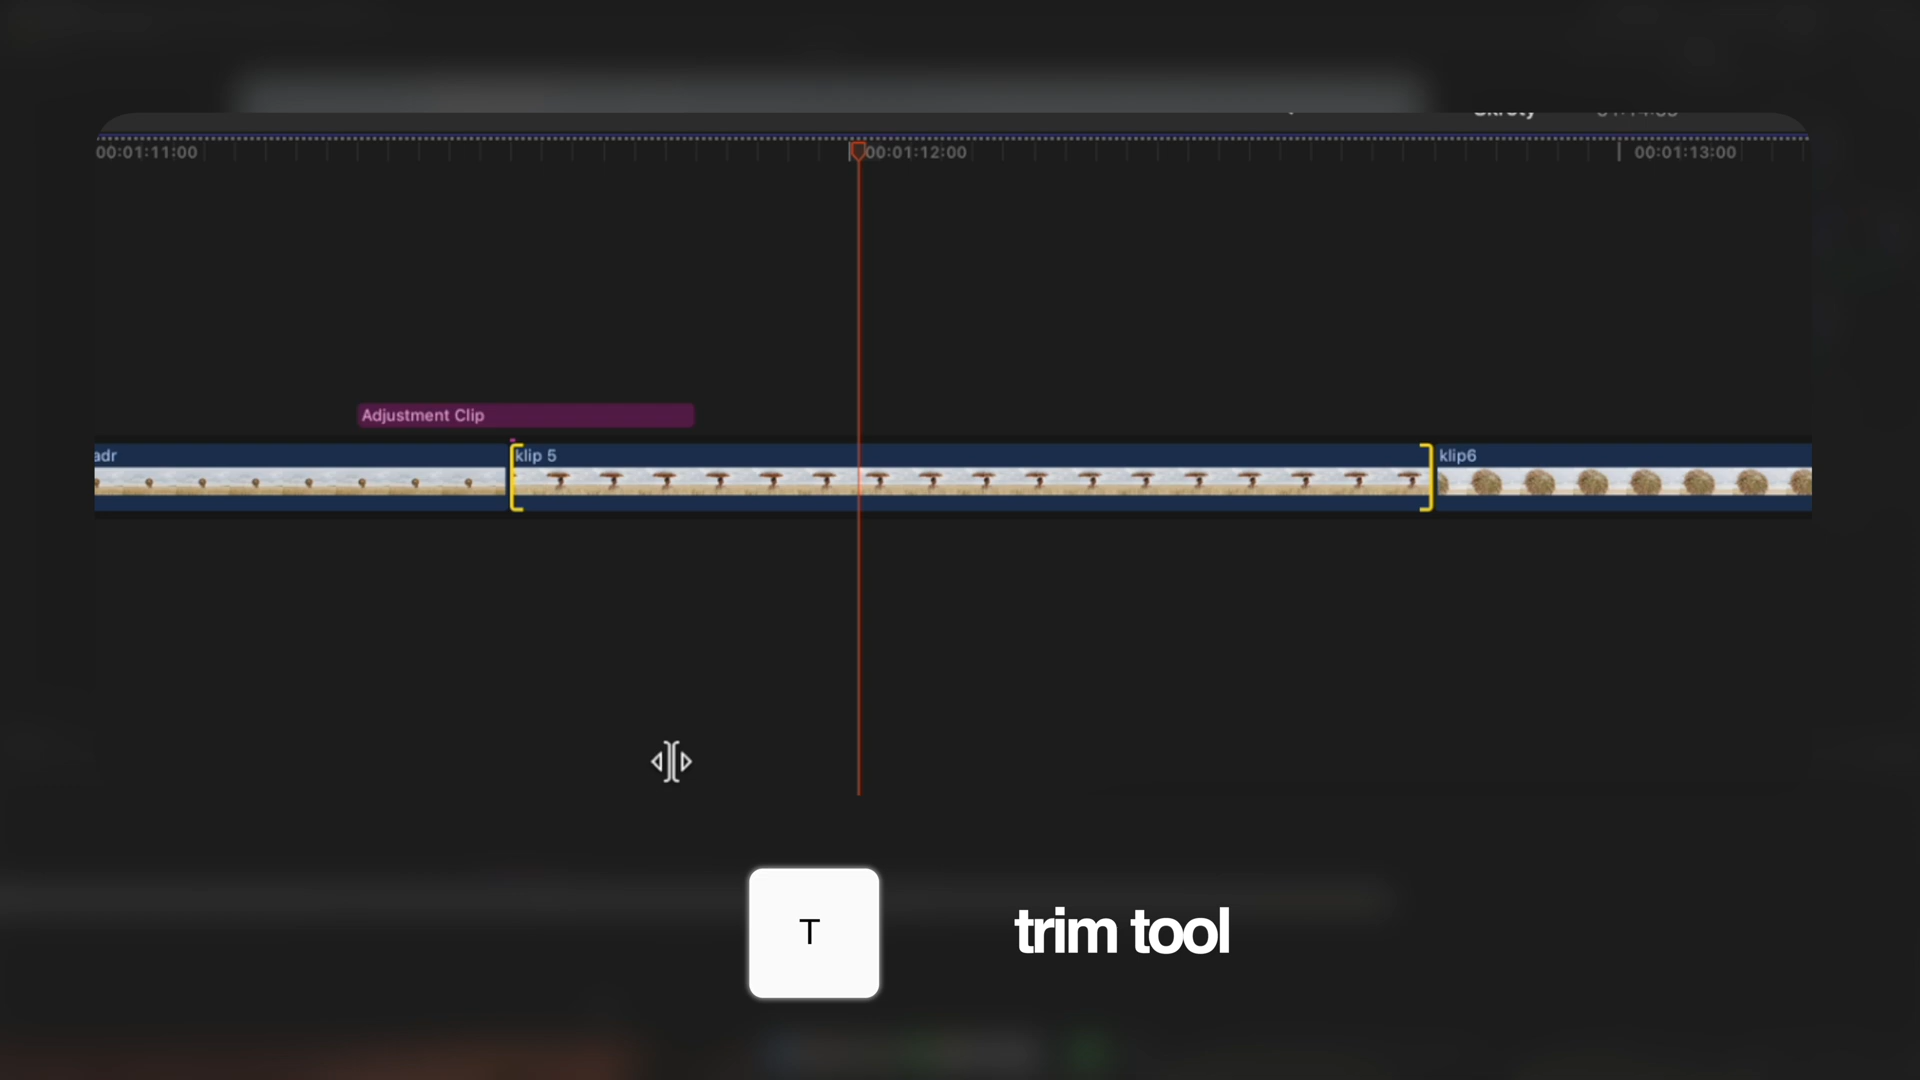 00:01:11:00
00:01:12:00
00:01:13:00
Adjustment Clip
adr
klip 5
klip6
T
trim tool